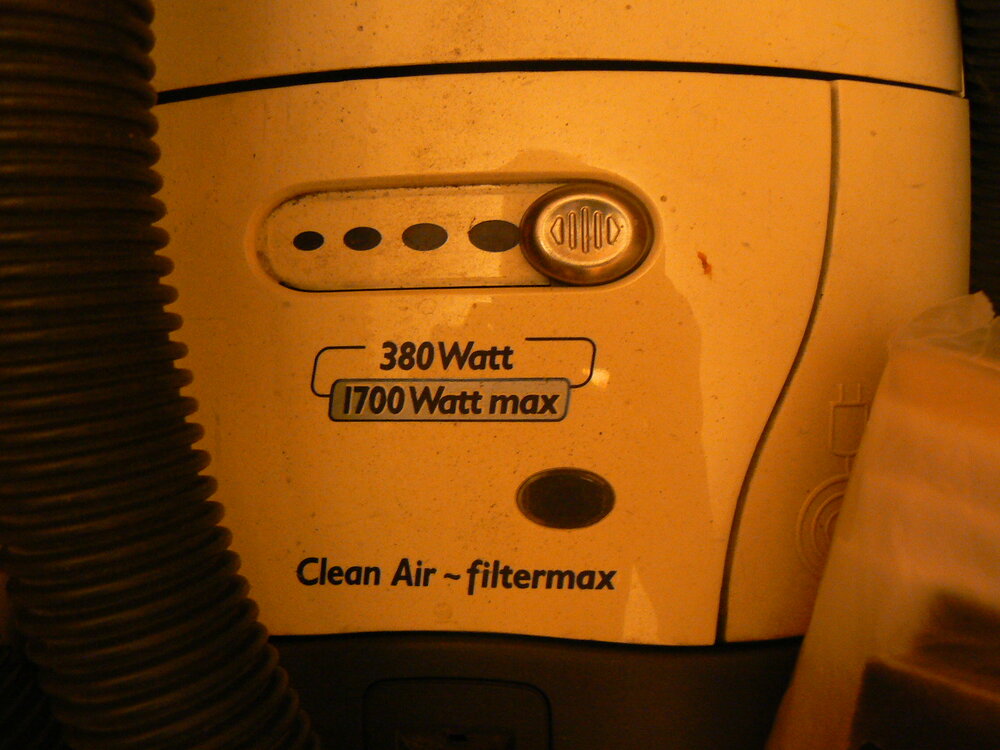 380 Watt
1700 Watt max
Clean Air ~ filtermax